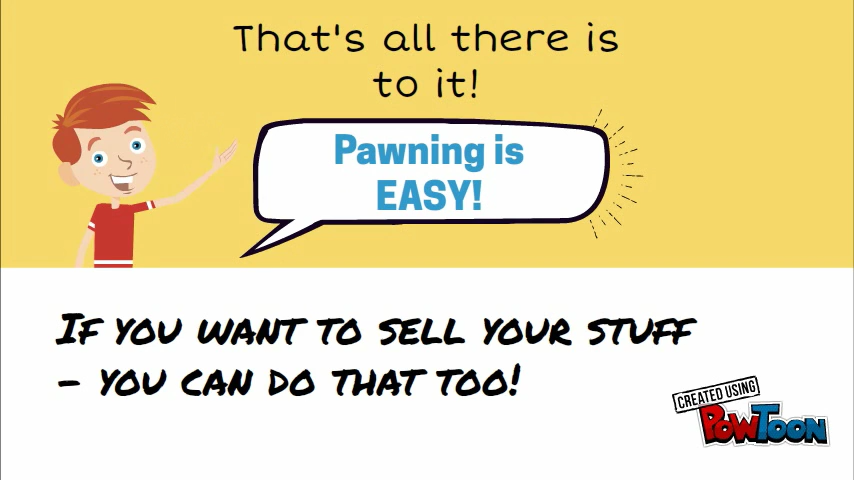 That's all there is
to it!
Pawning is
EASY!
IF YOU WANT TO SELL YOUR STUFF
- YOU CAN DO THAT TOO!
CREATED USING
POWTOON